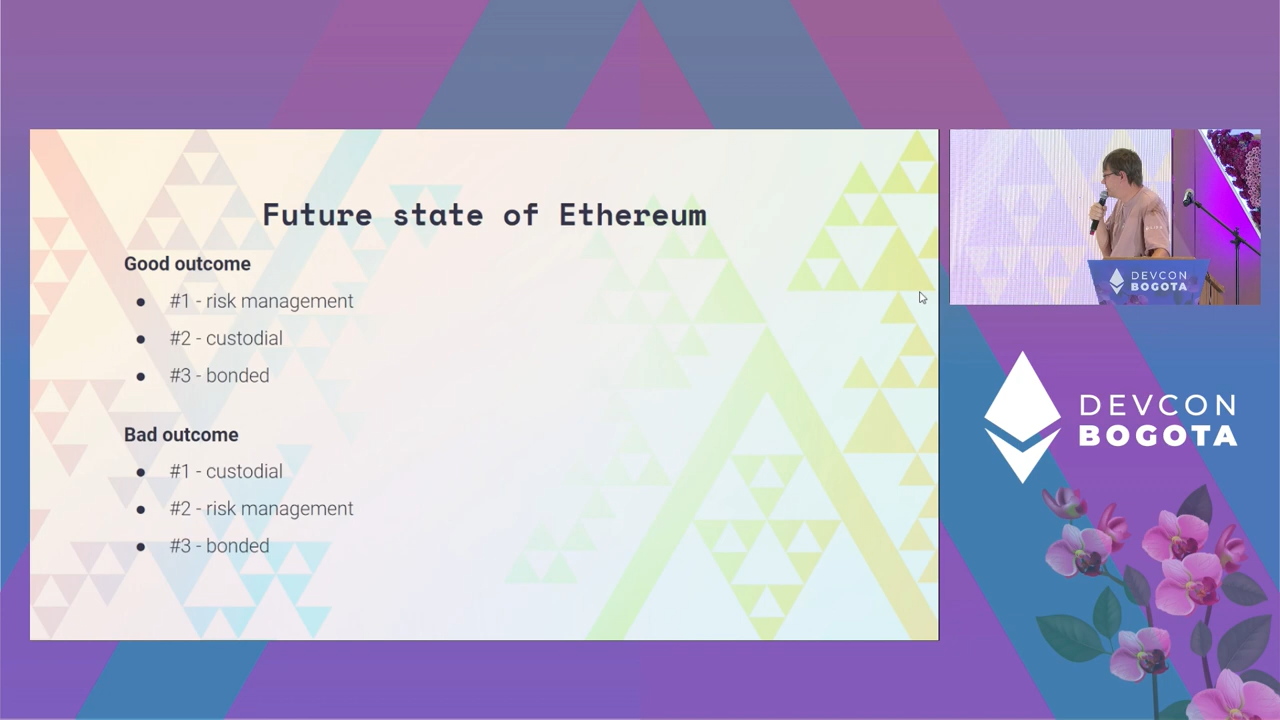 Future state of Ethereum
Good outcome
● #1 - risk management
● #2 - custodial
● #3 - bonded
Bad outcome
● #1 - custodial
● #2 - risk management
● #3 - bonded
DEVCON
BOGOTA
DEVCON
BOGOTA